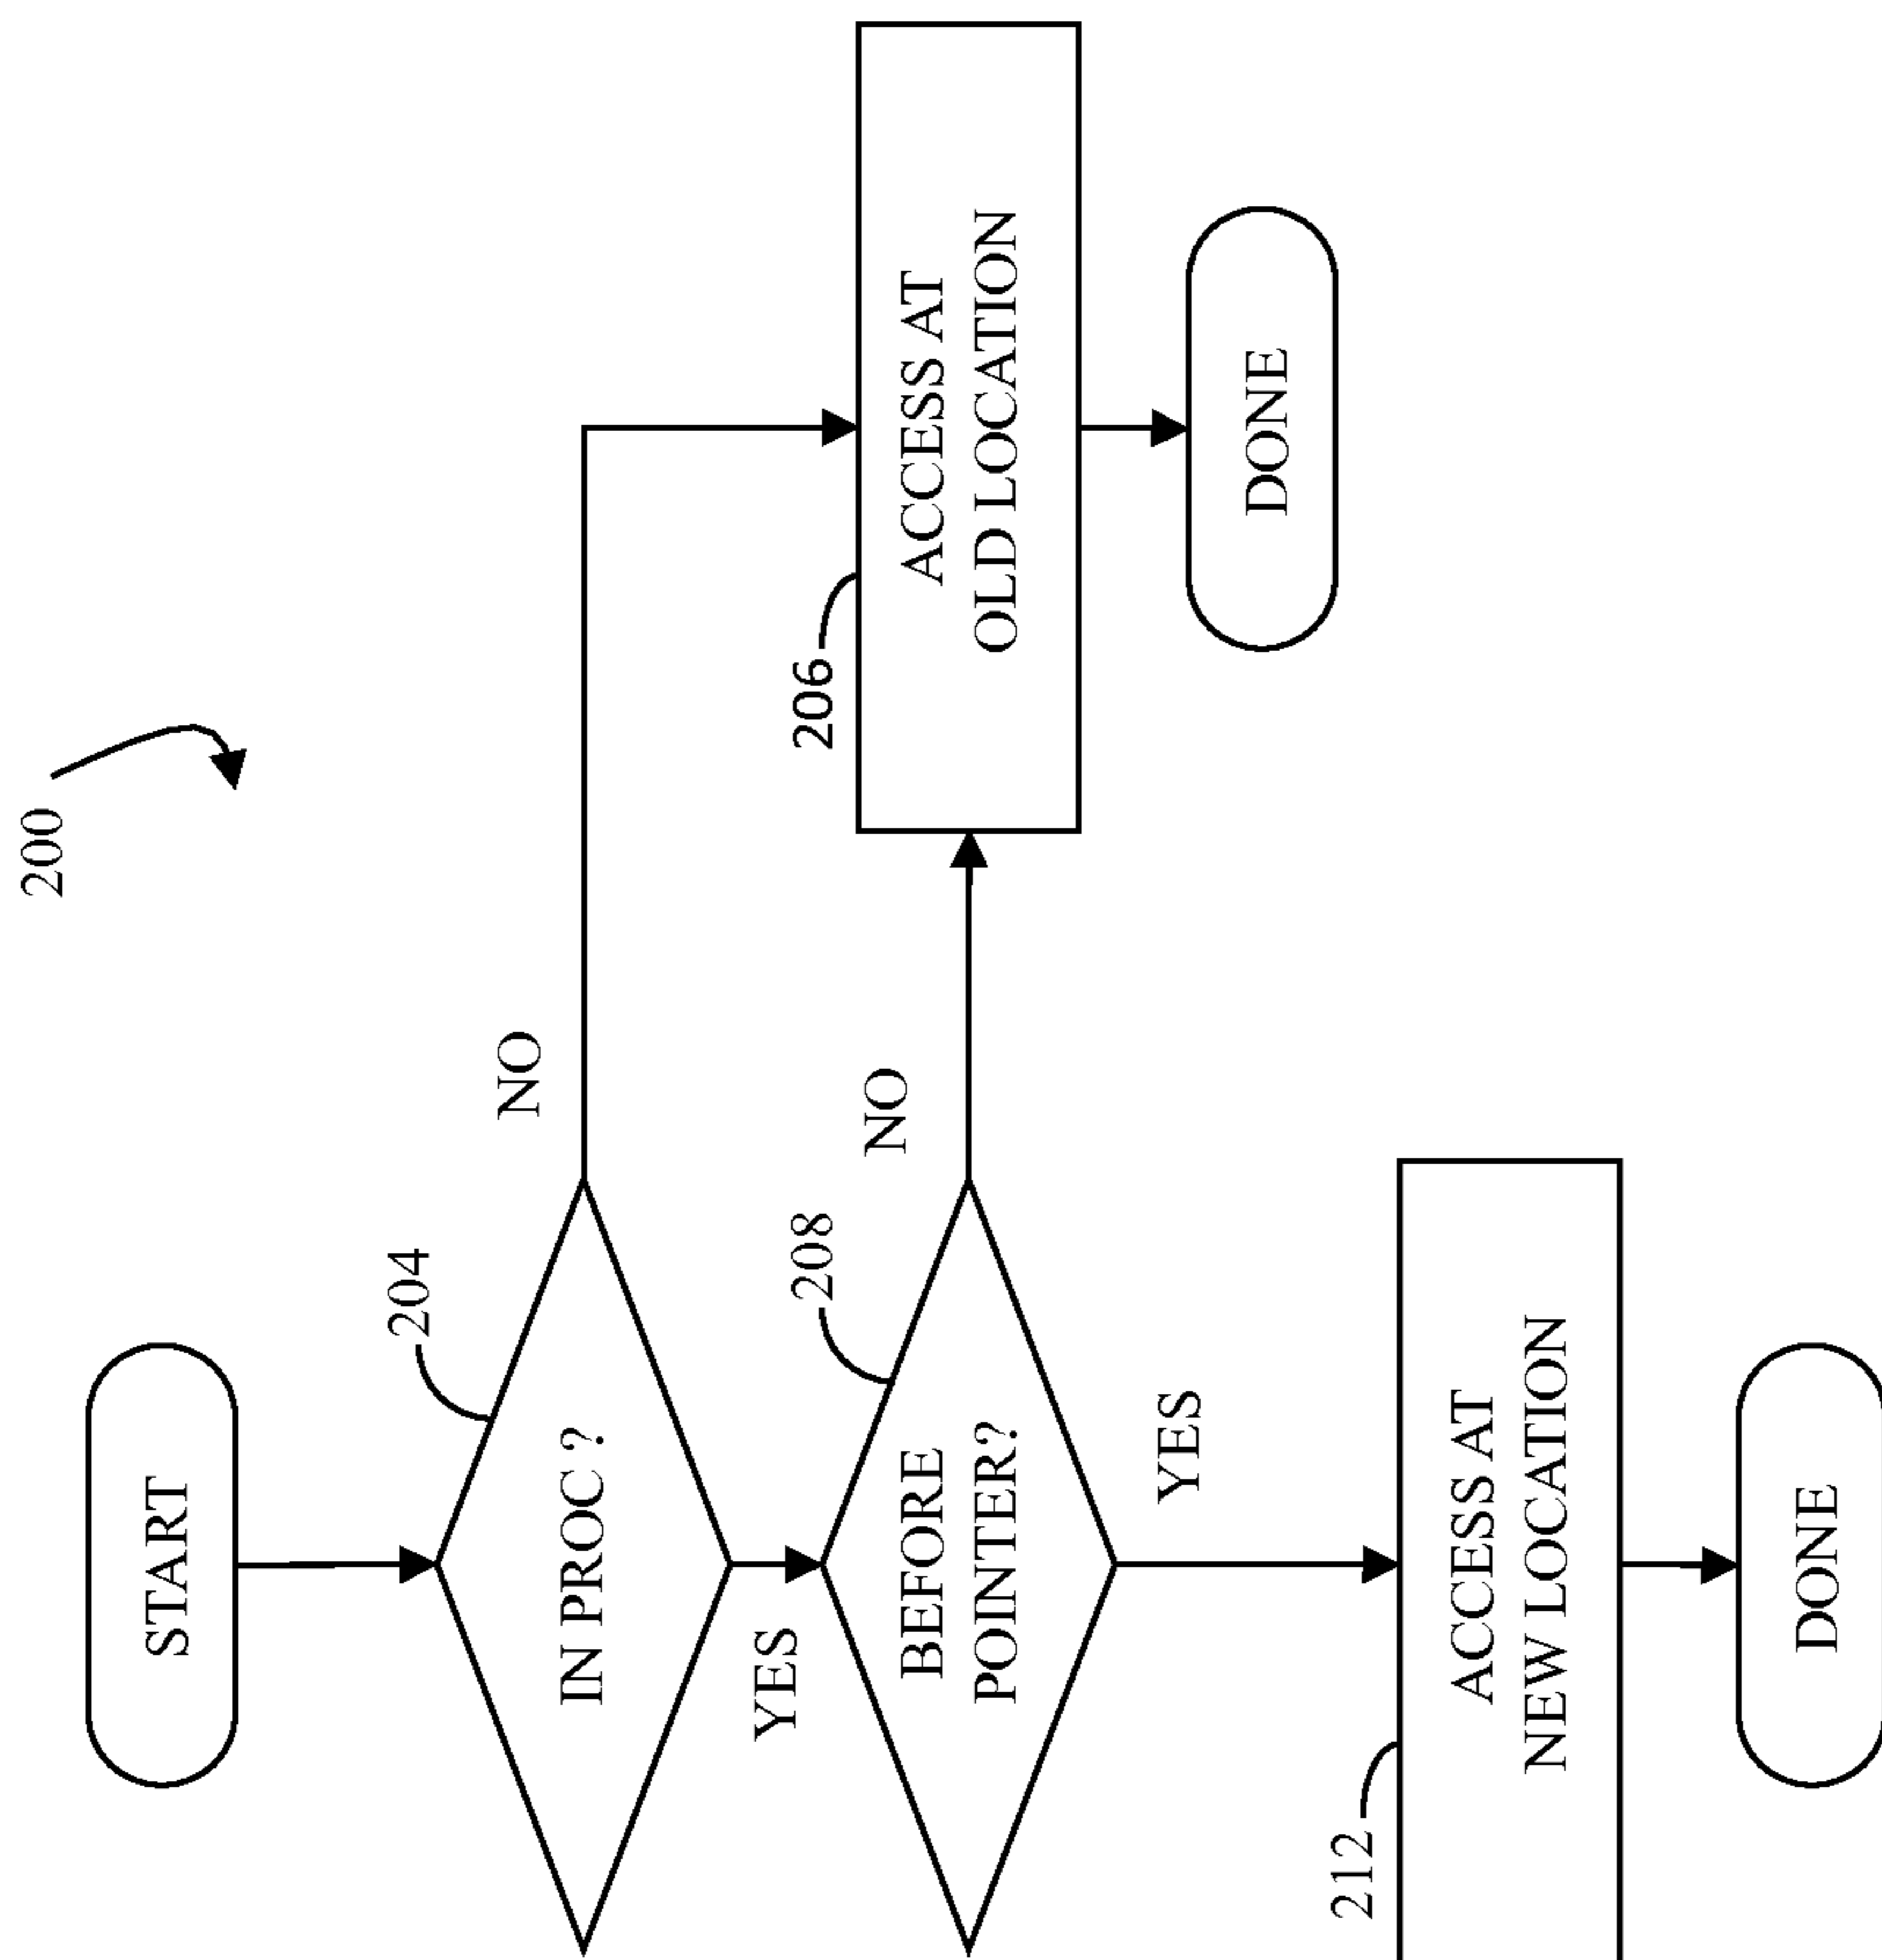 200
START
204
IN PROC ?
NO
YES
208
BEFORE
POINTER?
NO
206
ACCESS AT
OLD LOCATION
DONE
YES
212
ACCESS AT
NEW LOCATION
DONE